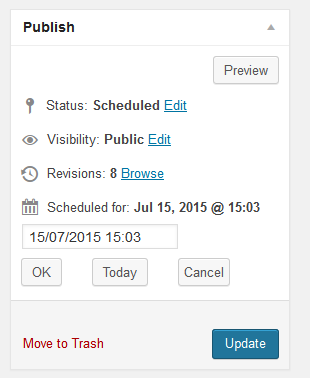 Publish
Preview
Status: Scheduled Edit
Visibility: Public Edit
Revisions: 8 Browse
Scheduled for: Jul 15, 2015 @ 15:03
15/07/2015 15:03
OK Today Cancel
Move to Trash Update